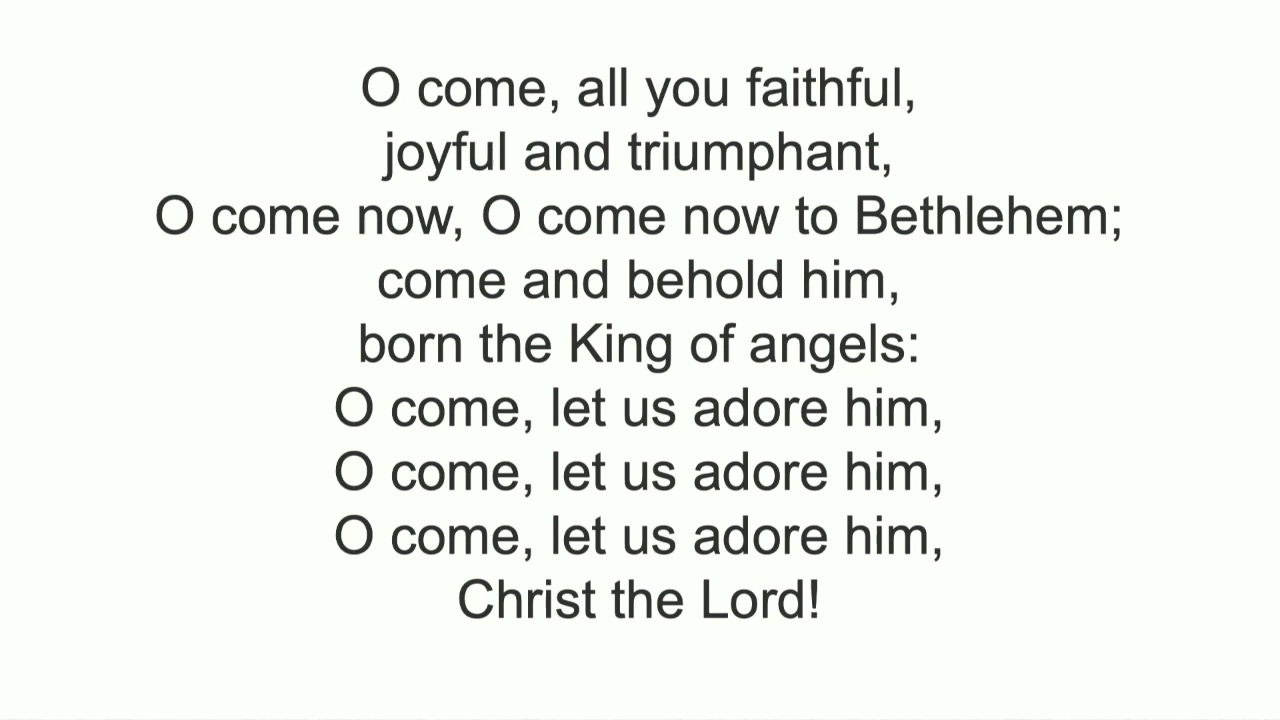 O come, all you faithful,
joyful and triumphant,
O come now, O come now to Bethlehem;
come and behold him,
born the King of angels:
O come, let us adore him,
O come, let us adore him,
O come, let us adore him,
Christ the Lord!